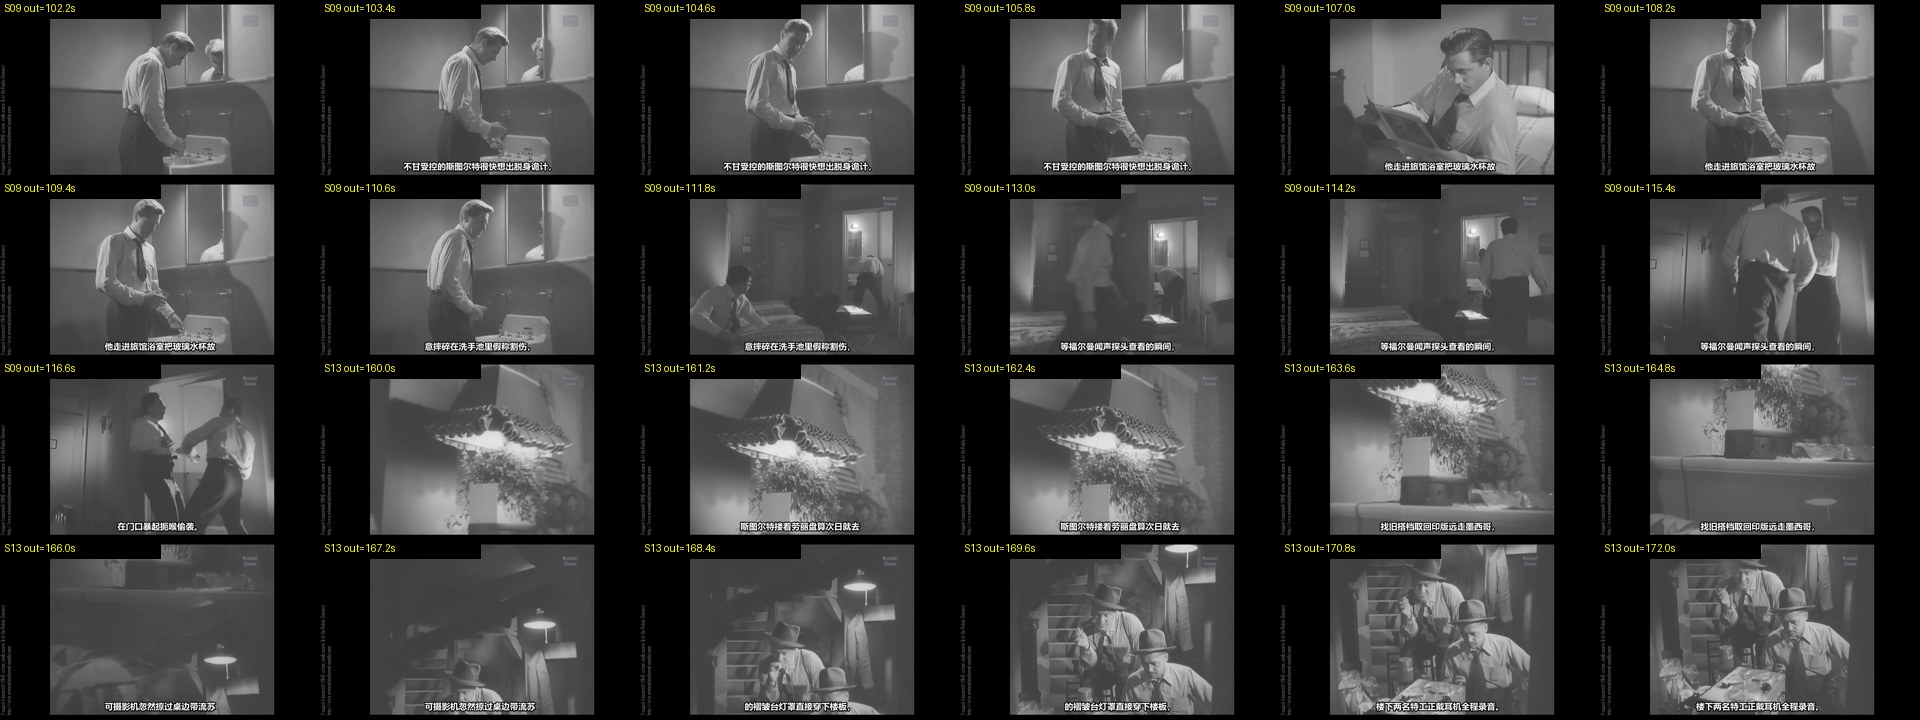 S09 out=102.2s
S09 out=103.4s
S09 out=104.6s
S09 out=105.8s
S09 out=107.0s
S09 out=108.2s
不甘受控的斯图尔特很快想出脱身诡计,
不甘受控的斯图尔特很快想出脱身诡计,
不甘受控的斯图尔特很快想出脱身诡计,
他走进旅馆浴室把玻璃水杯故
他走进旅馆浴室把玻璃水杯故
S09 out=109.4s
S09 out=110.6s
S09 out=111.8s
S09 out=113.0s
S09 out=114.2s
S09 out=115.4s
他走进旅馆浴室把玻璃水杯故
意摔碎在洗手池里假称割伤,
意摔碎在洗手池里假称割伤,
等福尔曼闻声探头查看的瞬间,
等福尔曼闻声探头查看的瞬间,
等福尔曼闻声探头查看的瞬间,
S09 out=116.6s
S13 out=160.0s
S13 out=161.2s
S13 out=162.4s
S13 out=163.6s
S13 out=164.8s
在门口暴起扼喉偷袭,
斯图尔特搂着劳丽盘算次日就去
斯图尔特搂着劳丽盘算次日就去
找旧搭档取回印版远走墨西哥,
找旧搭档取回印版远走墨西哥,
S13 out=166.0s
S13 out=167.2s
S13 out=168.4s
S13 out=169.6s
S13 out=170.8s
S13 out=172.0s
可摄影机忽然掠过桌边带流苏
可摄影机忽然掠过桌边带流苏
的褶皱台灯罩直接穿下楼板,
的褶皱台灯罩直接穿下楼板,
楼下两名特工正戴耳机全程录音,
楼下两名特工正戴耳机全程录音,